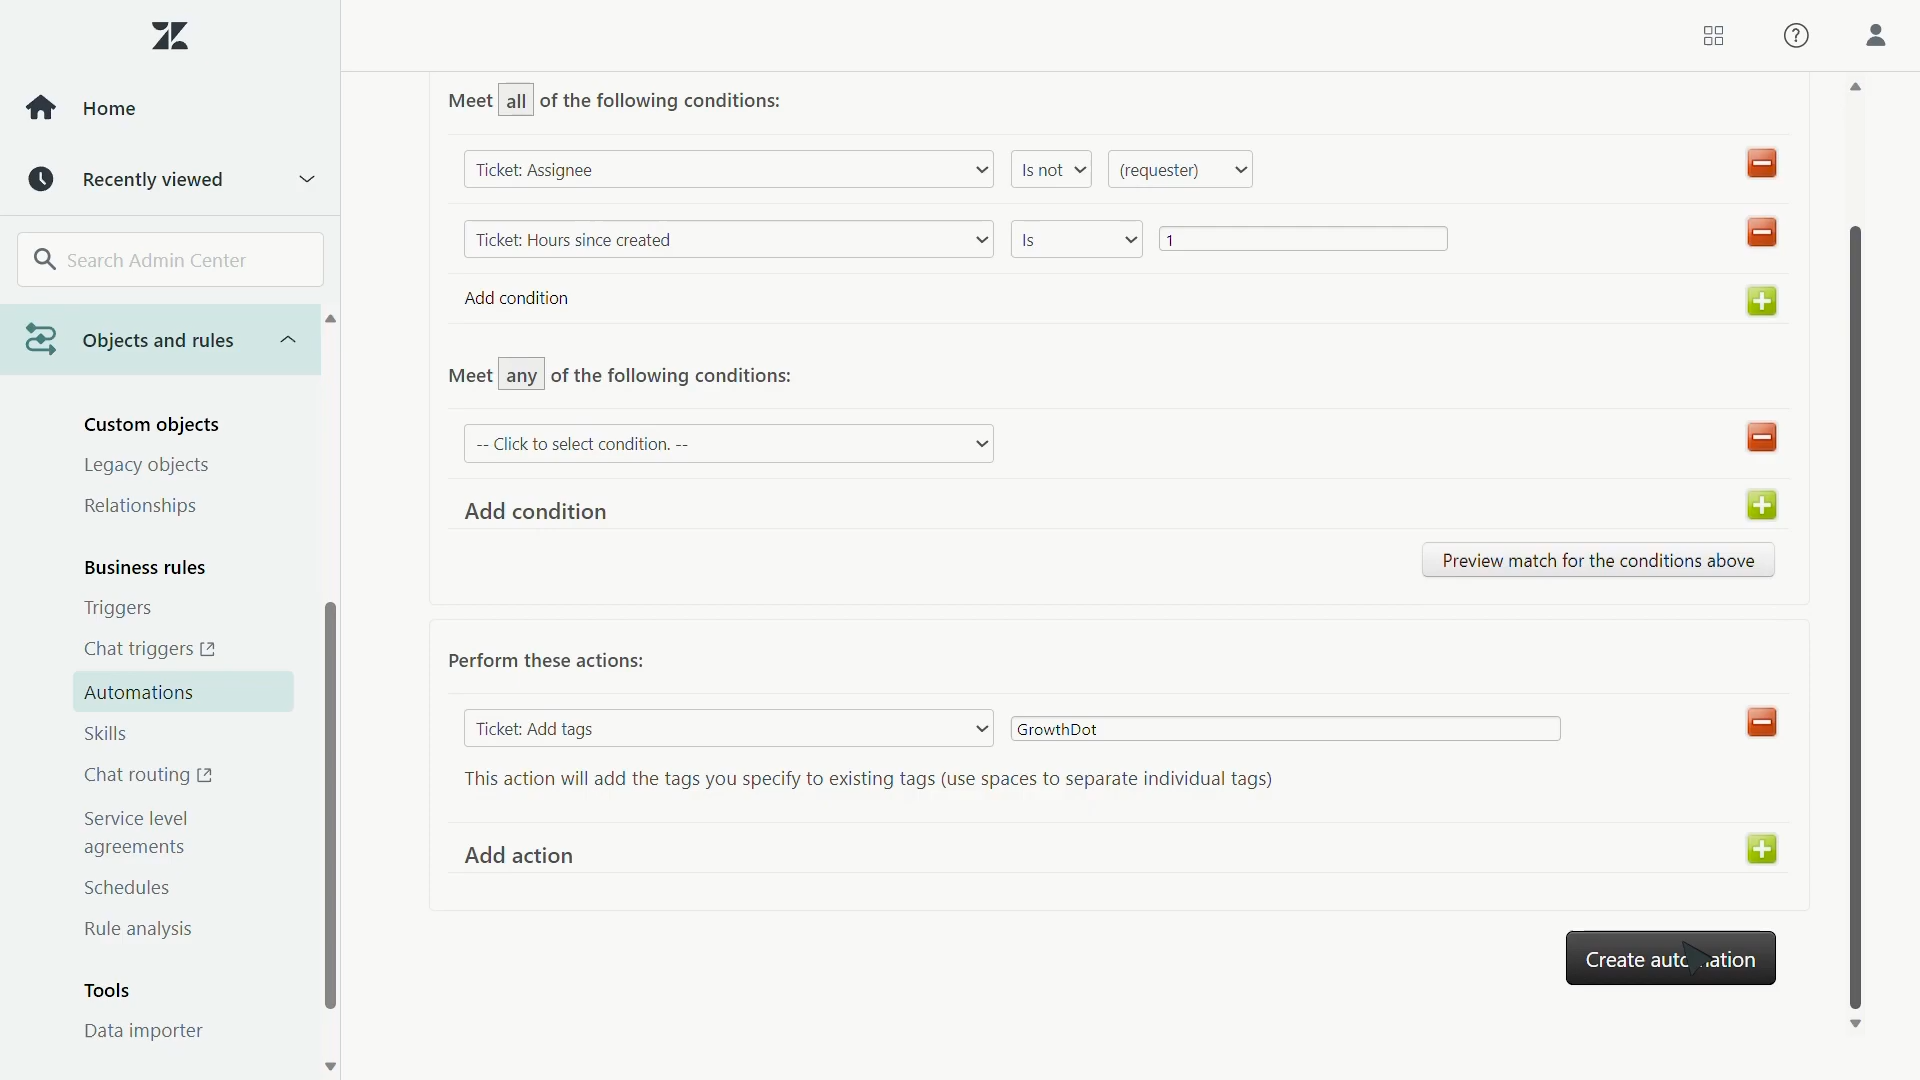 Home
Recently viewed
Search Admin Center
Objects and rules
Custom objects
Legacy objects
Relationships
Business rules
Triggers
Chat triggers
Automations
Skills
Chat routing
Service level
agreements
Schedules
Rule analysis
Tools
Data importer
Meet all of the following conditions:
Ticket: Assignee Is not (requester)
Ticket: Hours since created Is 1
Add condition
Meet any of the following conditions:
-- Click to select condition. --
Add condition
Preview match for the conditions above
Perform these actions:
Ticket: Add tags GrowthDot
This action will add the tags you specify to existing tags (use spaces to separate individual tags)
Add action
Create automation